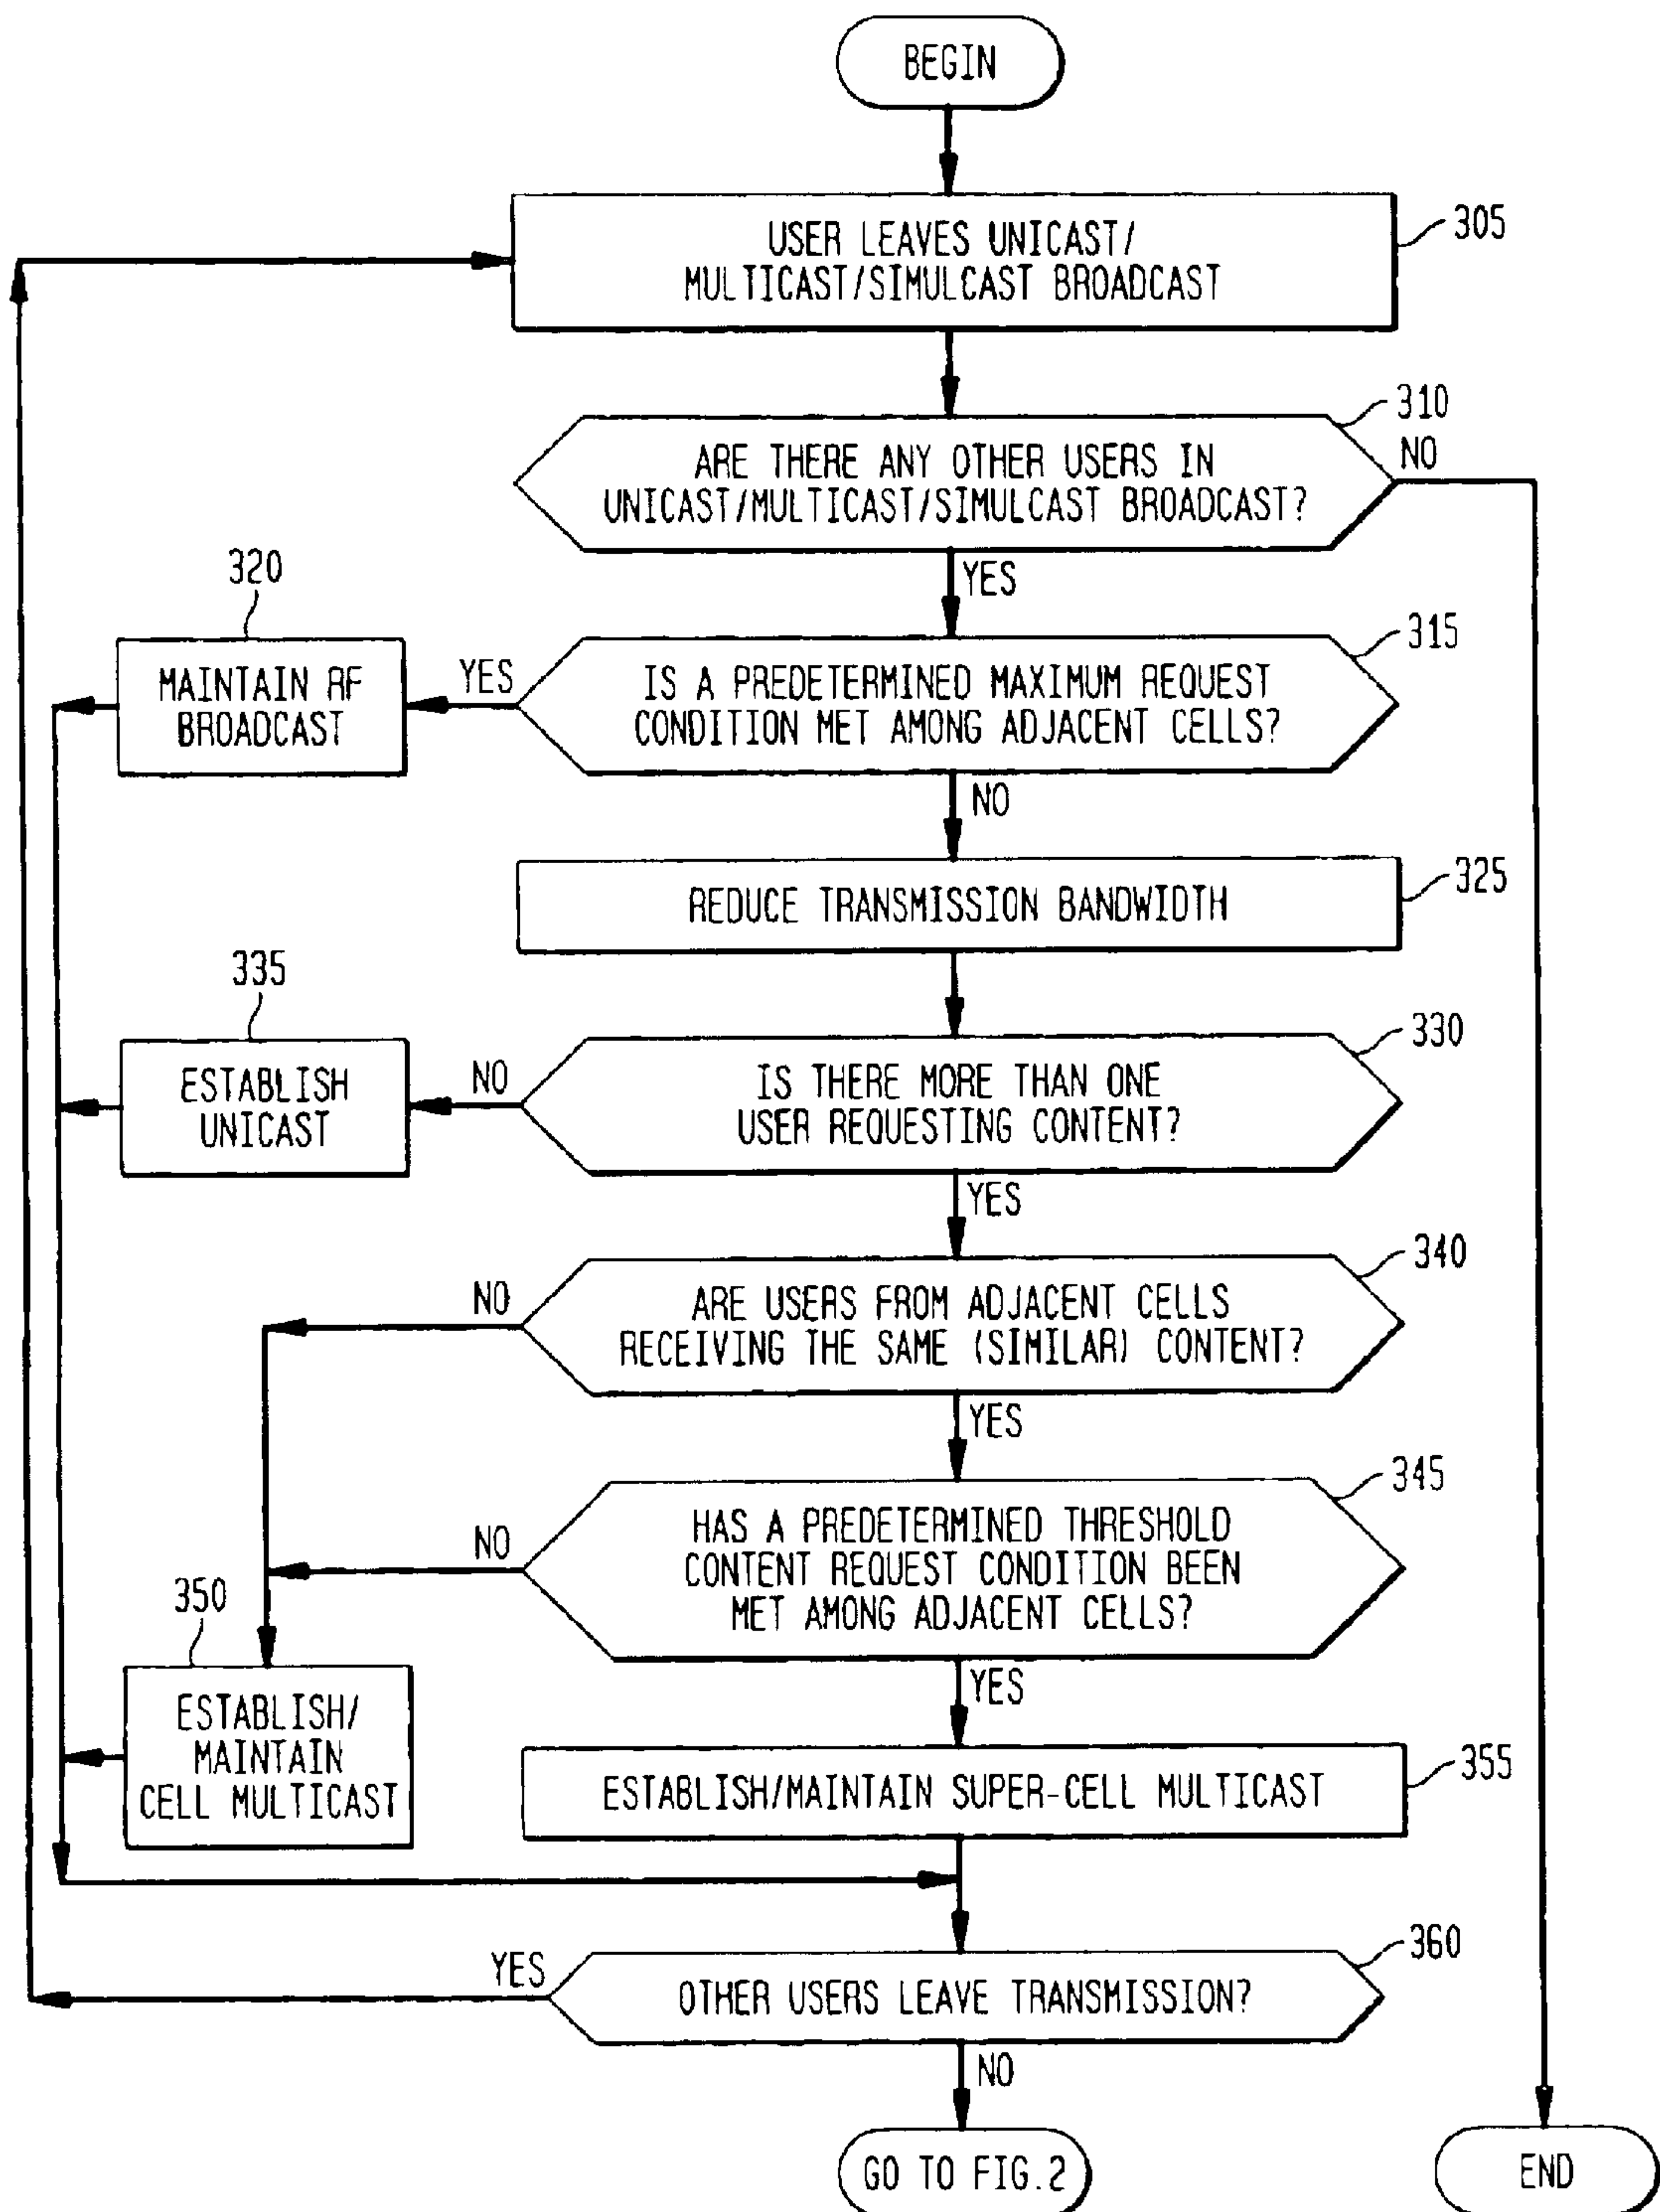 BEGIN
USER LEAVES UNICAST/
MULTICAST/SIMULCAST BROADCAST
305
ARE THERE ANY OTHER USERS IN
UNICAST/MULTICAST/SIMULCAST BROADCAST?
310
NO
YES
320
MAINTAIN RF
BROADCAST
YES
IS A PREDETERMINED MAXIMUM REQUEST
CONDITION MET AMONG ADJACENT CELLS?
315
NO
REDUCE TRANSMISSION BANDWIDTH
325
335
ESTABLISH
UNICAST
NO
IS THERE MORE THAN ONE
USER REQUESTING CONTENT?
330
YES
NO
ARE USERS FROM ADJACENT CELLS
RECEIVING THE SAME (SIMILAR) CONTENT?
340
YES
NO
HAS A PREDETERMINED THRESHOLD
CONTENT REQUEST CONDITION BEEN
MET AMONG ADJACENT CELLS?
345
350
ESTABLISH/
MAINTAIN
CELL MULTICAST
YES
ESTABLISH/MAINTAIN SUPER-CELL MULTICAST
355
YES
OTHER USERS LEAVE TRANSMISSION?
360
NO
GO TO FIG.2
END